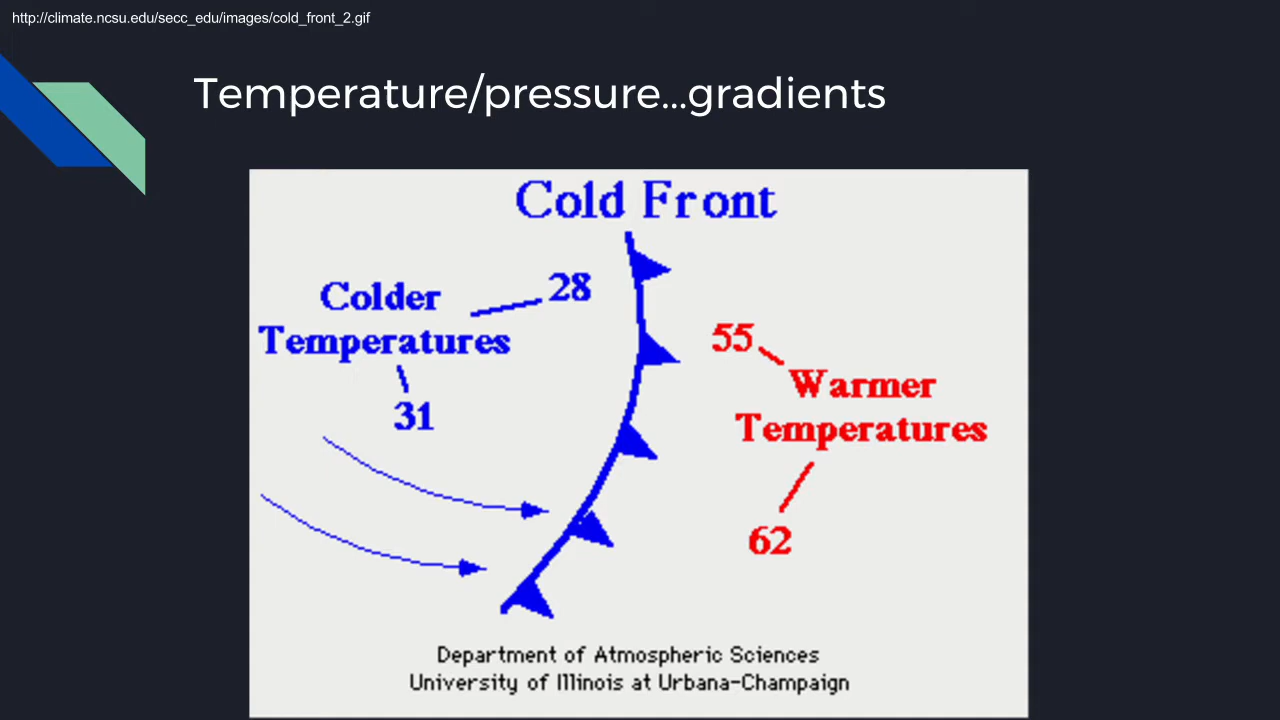 http://climate.ncsu.edu/secc_edu/images/cold_front_2.gif
Temperature/pressure...gradients
Cold Front
28
Colder
Temperatures
31
55
Warmer
Temperatures
62
Department of Atmospheric Sciences
University of Illinois at Urbana-Champaign